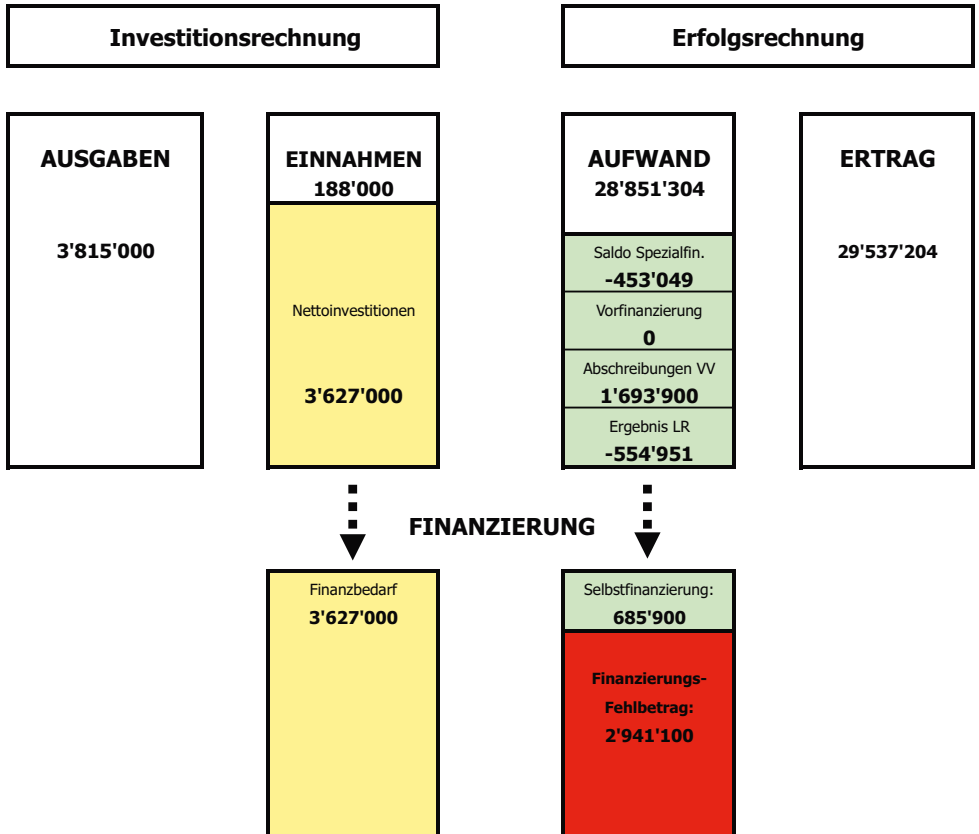 Investitionsrechnung
Erfolgsrechnung
AUSGABEN
3'815'000
EINNAHMEN
188'000
Nettoinvestitionen
3'627'000
AUFWAND
28'851'304
Saldo Spezialfin.
-453'049
Vorfinanzierung
0
Abschreibungen VV
1'693'900
Ergebnis LR
-554'951
ERTRAG
29'537'204
FINANZIERUNG
Finanzbedarf
3'627'000
Selbstfinanzierung:
685'900
Finanzierungs-
Fehlbetrag:
2'941'100